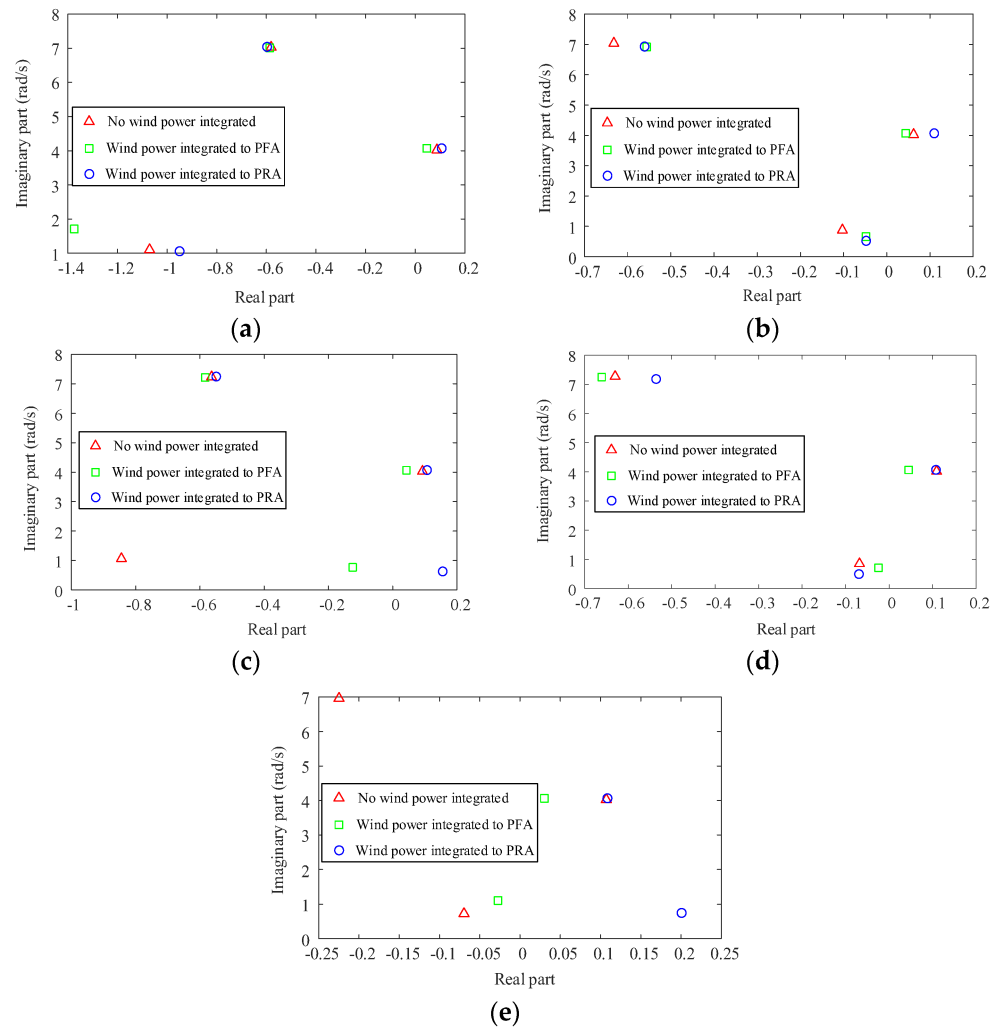 8
7
6
5
4
3
2
1
Imaginary part (rad/s)
No wind power integrated
Wind power integrated to PFA
Wind power integrated to PRA
-1.4 -1.2 -1 -0.8 -0.6 -0.4 -0.2 0 0.2
Real part
(a)
8
7
6
5
4
3
2
1
0
Imaginary part (rad/s)
No wind power integrated
Wind power integrated to PFA
Wind power integrated to PRA
-0.7 -0.6 -0.5 -0.4 -0.3 -0.2 -0.1 0 0.1 0.2
Real part
(b)
8
7
6
5
4
3
2
1
0
Imaginary part (rad/s)
No wind power integrated
Wind power integrated to PFA
Wind power integrated to PRA
-1 -0.8 -0.6 -0.4 -0.2 0 0.2
Real part
(c)
8
7
6
5
4
3
2
1
0
Imaginary part (rad/s)
No wind power integrated
Wind power integrated to PFA
Wind power integrated to PRA
-0.7 -0.6 -0.5 -0.4 -0.3 -0.2 -0.1 0 0.1 0.2
Real part
(d)
7
6
5
4
3
2
1
0
Imaginary part (rad/s)
No wind power integrated
Wind power integrated to PFA
Wind power integrated to PRA
-0.25 -0.2 -0.15 -0.1 -0.05 0 0.05 0.1 0.15 0.2 0.25
Real part
(e)